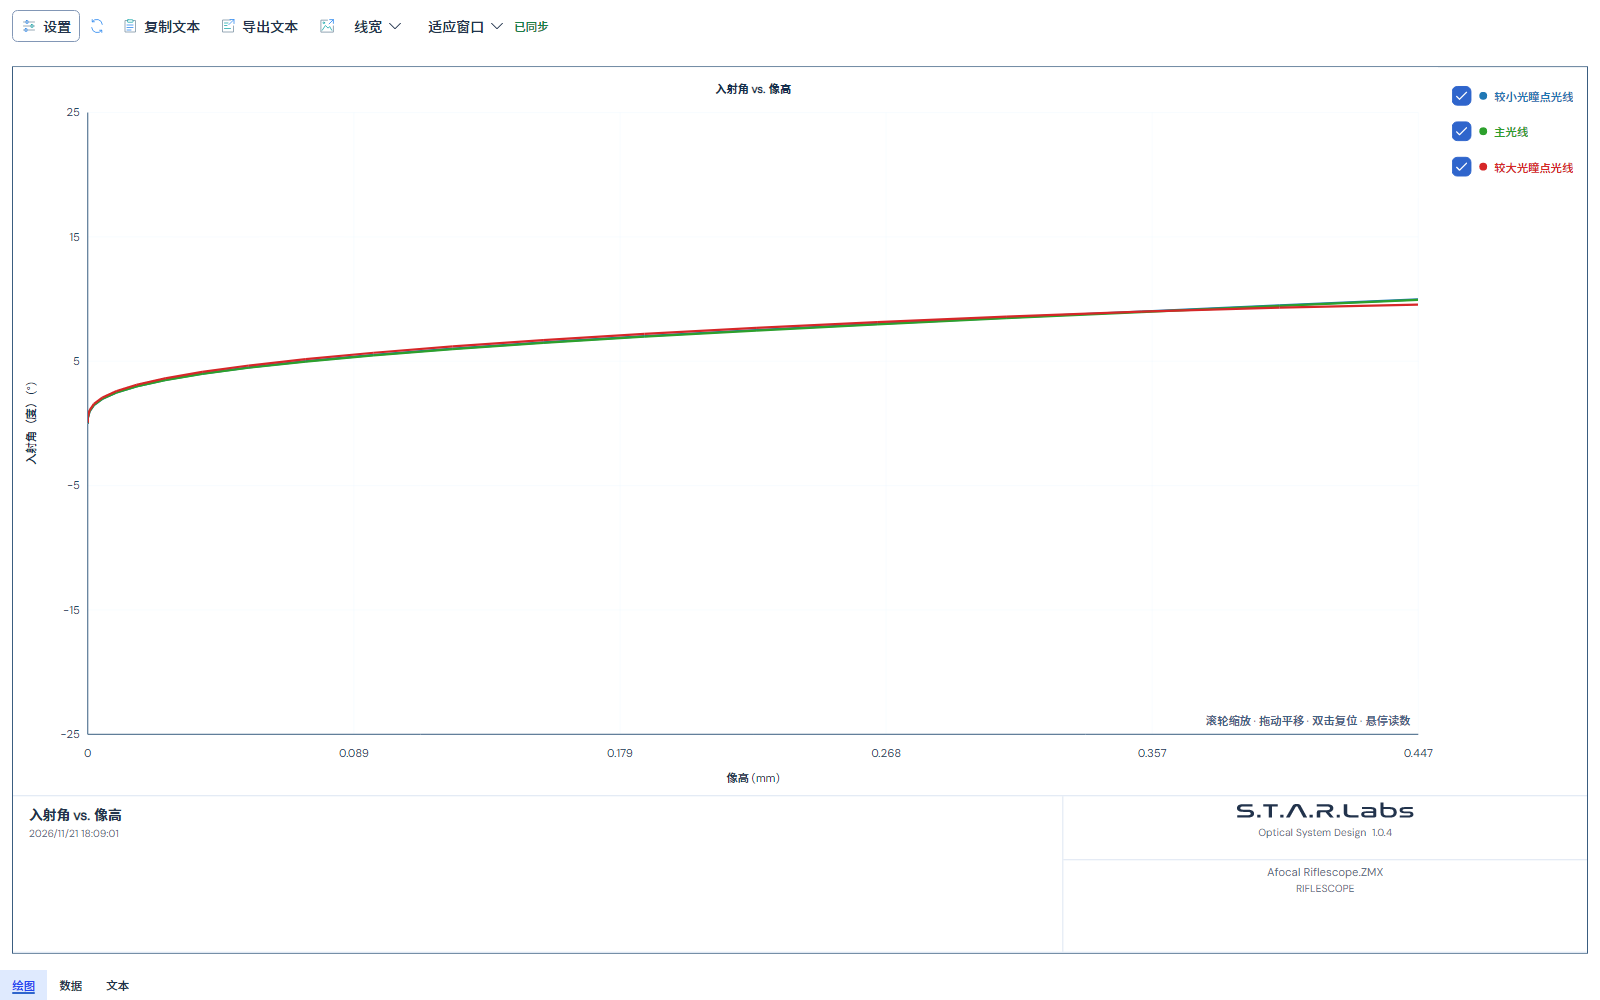 设置 复制文本 导出文本 线宽 适应窗口 已同步
入射角 vs. 像高
较小光瞳点光线
主光线
较大光瞳点光线
25
15
5
-5
-15
-25
入射角（度） (°)
滚轮缩放 · 拖动平移 · 双击复位 · 悬停读数
0 0.089 0.179 0.268 0.357 0.447
像高 (mm)
入射角 vs. 像高
2026/11/21 18:09:01
S.T.A.R.Labs
Optical System Design 1.0.4
Afocal Riflescope.ZMX
RIFLESCOPE
绘图 数据 文本